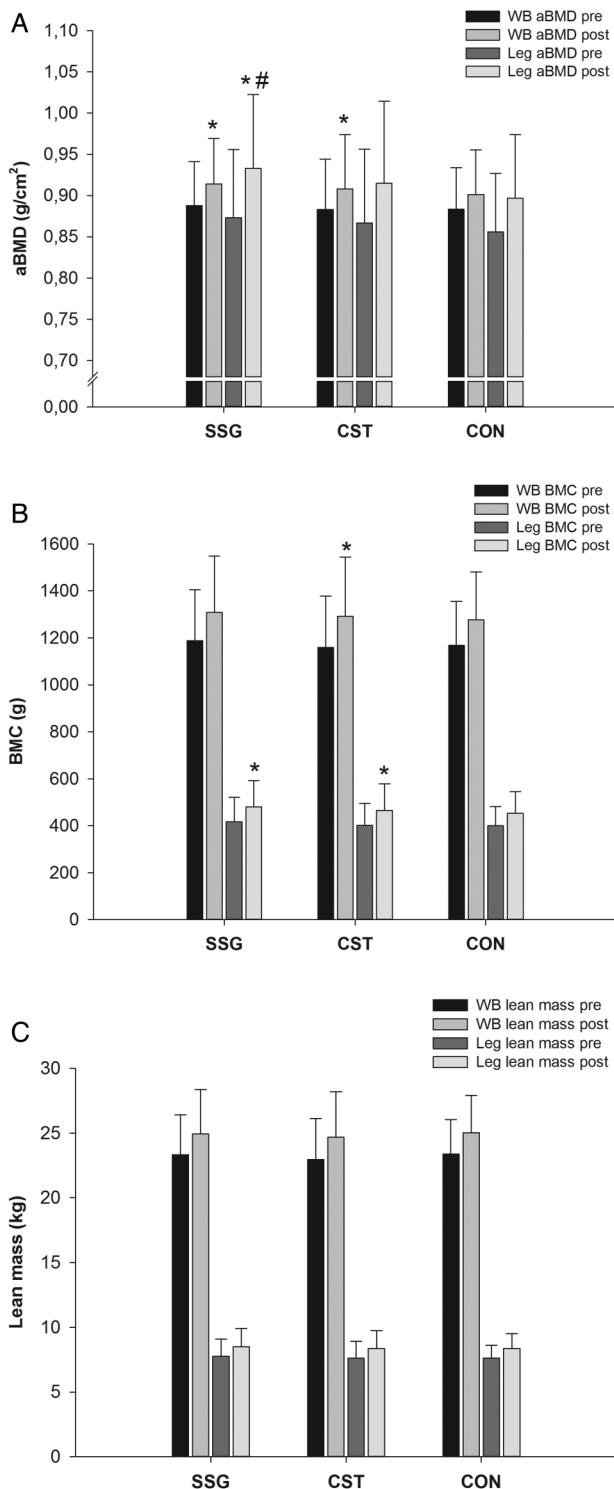 A
WB aBMD pre
WB aBMD post
Leg aBMD pre
Leg aBMD post
aBMD (g/cm²)
1,10
1,05
1,00
0,95
0,90
0,85
0,80
0,75
0,70
0,00
* * # *
SSG CST CON
B
WB BMC pre
WB BMC post
Leg BMC pre
Leg BMC post
BMC (g)
1600
1400
1200
1000
800
600
400
200
0
*
* *
SSG CST CON
C
WB lean mass pre
WB lean mass post
Leg lean mass pre
Leg lean mass post
Lean mass (kg)
30
25
20
15
10
5
0
SSG CST CON